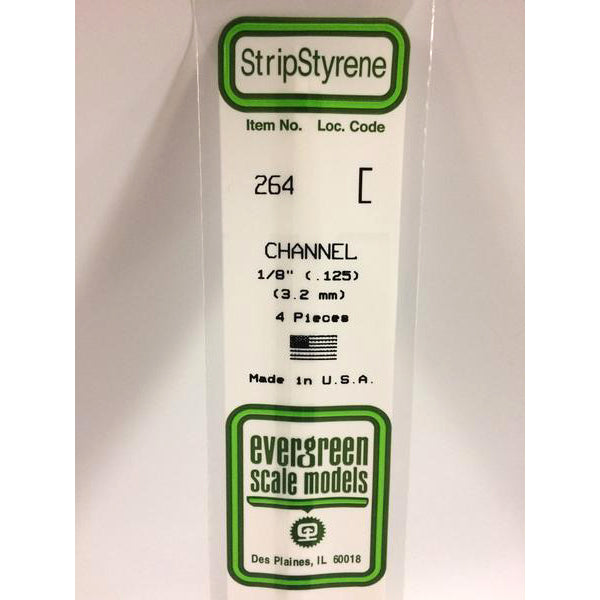 StripStyrene
Item No. Loc. Code
264 [
CHANNEL
1/8" (.125)
(3.2 mm)
4 Pieces
Made in U.S.A.
evergreen
scale models
Des Plaines, IL 60018